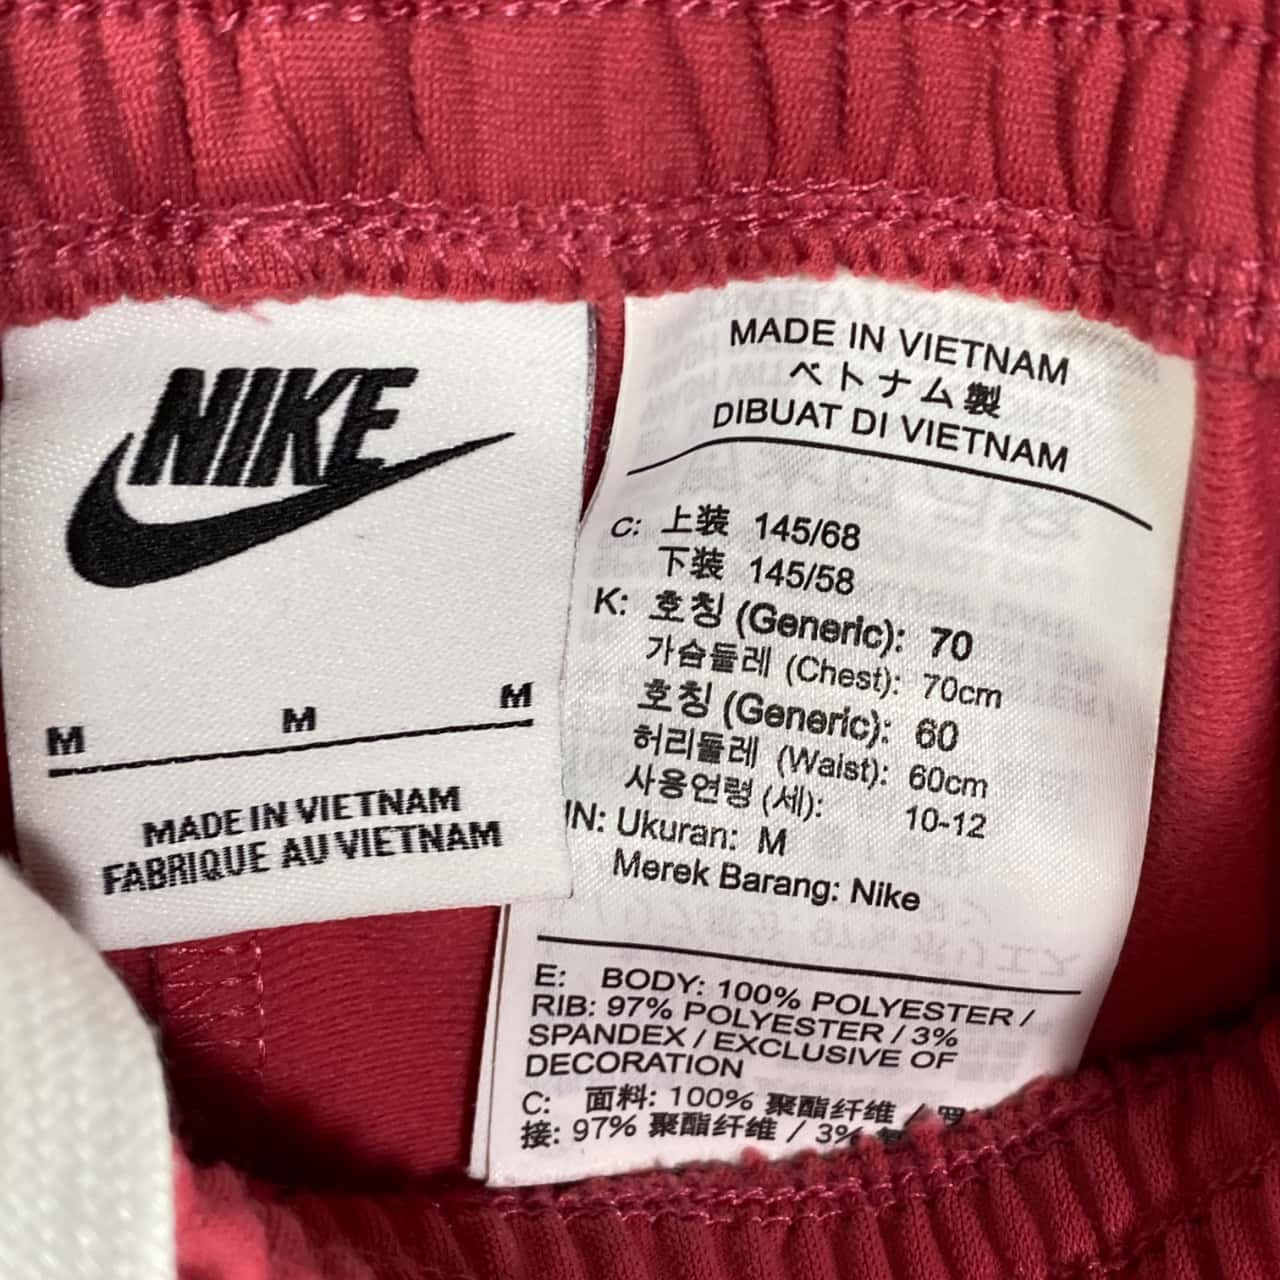 NIKE
M M M
MADE IN VIETNAM
FABRIQUE AU VIETNAM
MADE IN VIETNAM
ベトナム製
DIBUAT DI VIETNAM
C: 上装 145/68
下装 145/58
K: 호칭 (Generic): 70
가슴둘레 (Chest): 70cm
호칭 (Generic): 60
허리둘레 (Waist): 60cm
사용연령 (세): 10-12
IN: Ukuran: M
Merek Barang: Nike
E: BODY: 100% POLYESTER /
RIB: 97% POLYESTER / 3%
SPANDEX / EXCLUSIVE OF
DECORATION
C: 面料: 100% 聚酯纤维 / 罗
接: 97% 聚酯纤维 / 3%